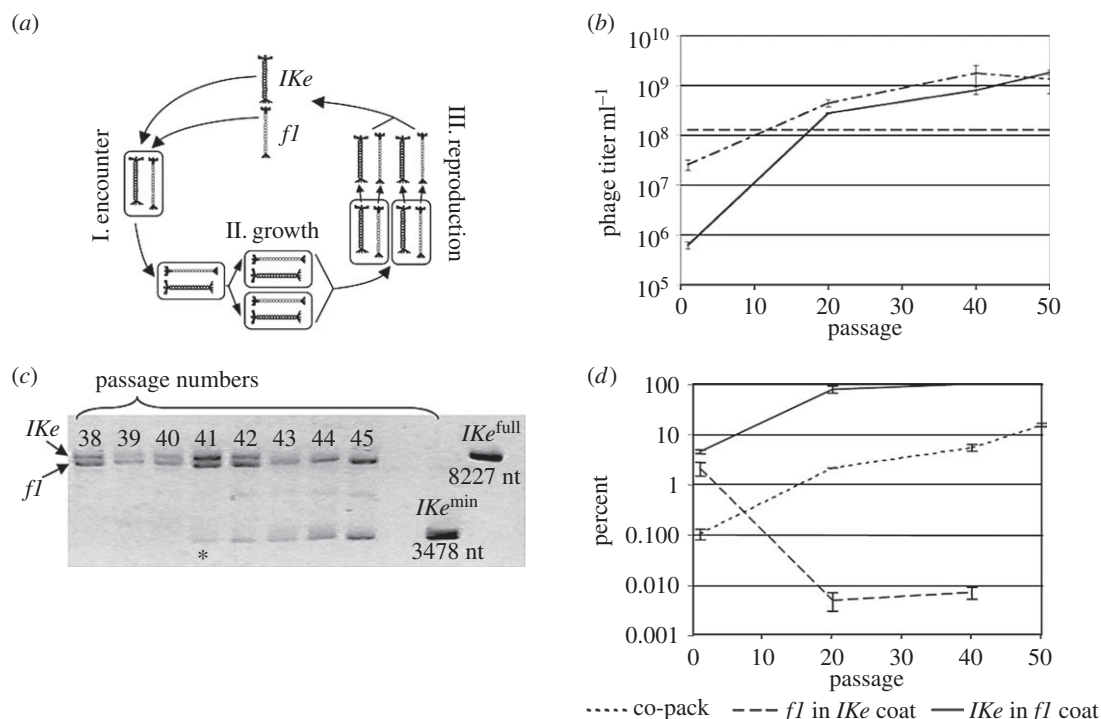 (a)
IKe
f1
I. encounter
II. growth
III. reproduction
(b)
10^10
10^9
10^8
10^7
10^6
10^5
phage titer ml^−1
0 10 20 30 40 50
passage
(c)
passage numbers
IKe 38 39 40 41 42 43 44 45 IKe^full
f1
8227 nt
IKe^min
3478 nt
*
(d)
100
10
1
0.100
0.010
0.001
percent
0 10 20 30 40 50
passage
co-pack f1 in IKe coat IKe in f1 coat